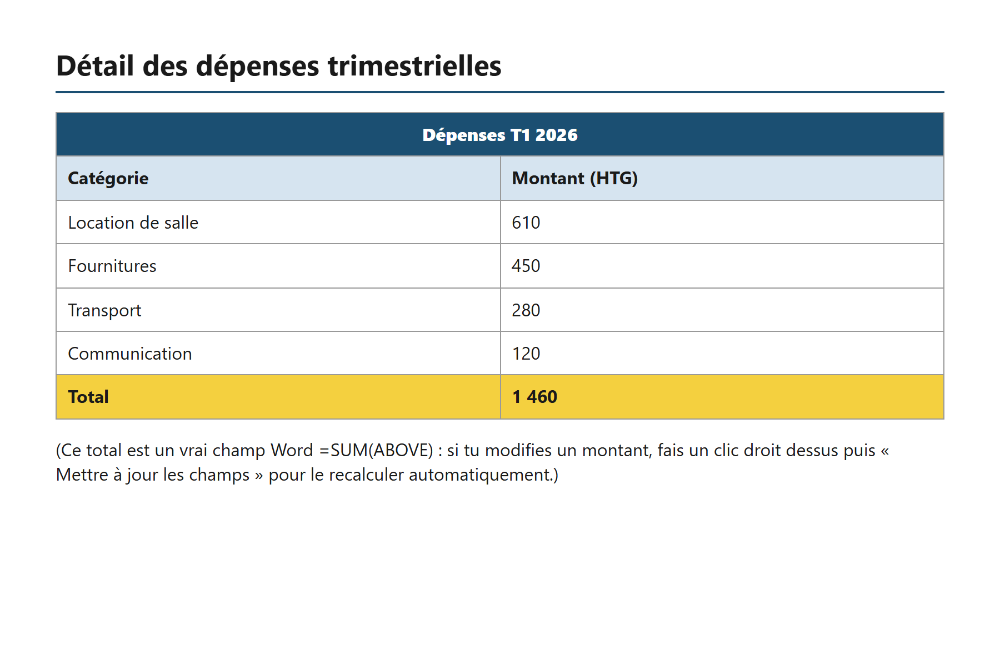 Détail des dépenses trimestrielles
Dépenses T1 2026
Catégorie Montant (HTG)
Location de salle 610
Fournitures 450
Transport 280
Communication 120
Total 1 460
(Ce total est un vrai champ Word =SUM(ABOVE) : si tu modifies un montant, fais un clic droit dessus puis «
Mettre à jour les champs » pour le recalculer automatiquement.)